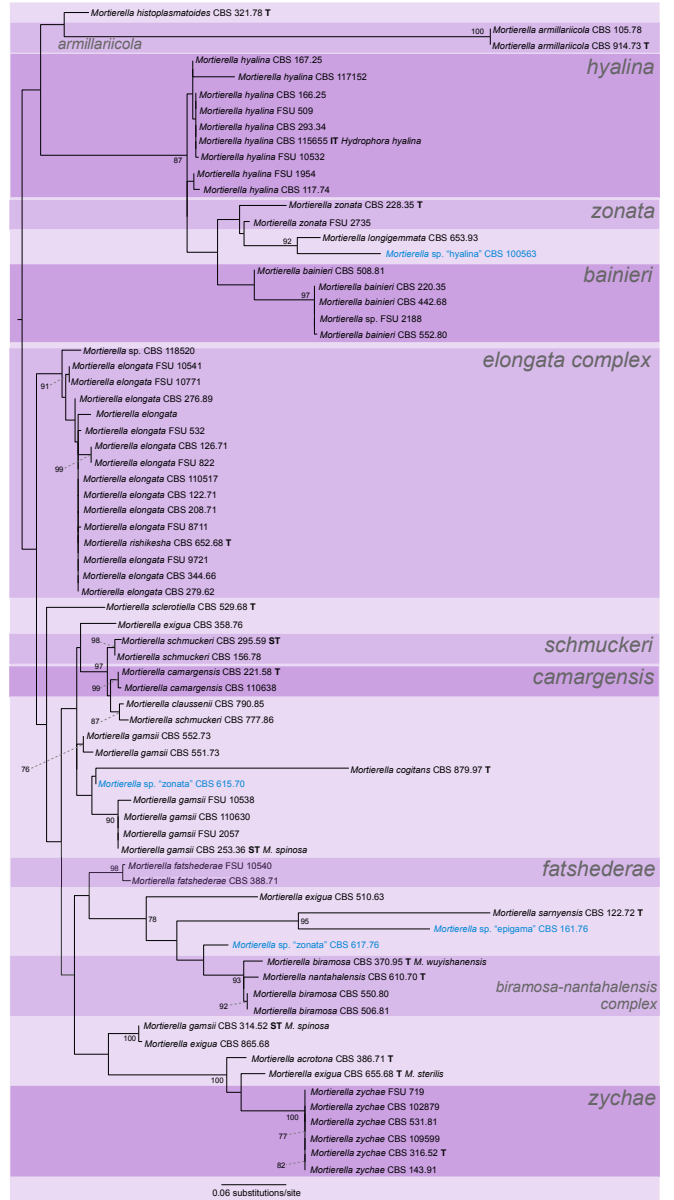 Mortierella histoplasmatoides CBS 321.78 T
100
Mortierella armillariicola CBS 105.78
armillariicola
Mortierella armillariicola CBS 914.73 T
Mortierella hyalina CBS 167.25
hyalina
Mortierella hyalina CBS 117152
Mortierella hyalina CBS 166.25
Mortierella hyalina FSU 509
Mortierella hyalina CBS 293.34
Mortierella hyalina CBS 115655 IT Hydrophora hyalina
87
Mortierella hyalina FSU 10532
Mortierella hyalina FSU 1954
Mortierella hyalina CBS 117.74
Mortierella zonata CBS 228.35 T
zonata
Mortierella zonata FSU 2735
92
Mortierella longigemmata CBS 653.93
Mortierella sp. “hyalina” CBS 100563
Mortierella bainieri CBS 508.81
bainieri
Mortierella bainieri CBS 220.35
97
Mortierella bainieri CBS 442.68
Mortierella sp. FSU 2188
Mortierella bainieri CBS 552.80
Mortierella sp. CBS 118520
elongata complex
Mortierella elongata FSU 10541
91
Mortierella elongata FSU 10771
Mortierella elongata CBS 276.89
Mortierella elongata
Mortierella elongata FSU 532
Mortierella elongata CBS 126.71
99
Mortierella elongata FSU 822
Mortierella elongata CBS 110517
Mortierella elongata CBS 122.71
Mortierella elongata CBS 208.71
Mortierella elongata FSU 8711
Mortierella rishikesha CBS 652.68 T
Mortierella elongata FSU 9721
Mortierella elongata CBS 344.66
Mortierella elongata CBS 279.62
Mortierella sclerotiella CBS 529.68 T
Mortierella exigua CBS 358.76
98
Mortierella schmuckeri CBS 295.59 ST
schmuckeri
Mortierella schmuckeri CBS 156.78
97
Mortierella camargensis CBS 221.58 T
camargensis
99
Mortierella camargensis CBS 110638
Mortierella claussenii CBS 790.85
87
Mortierella schmuckeri CBS 777.86
Mortierella gamsii CBS 552.73
Mortierella gamsii CBS 551.73
76
Mortierella cogitans CBS 879.97 T
Mortierella sp. “zonata” CBS 615.70
Mortierella gamsii FSU 10538
90
Mortierella gamsii CBS 110630
Mortierella gamsii FSU 2057
Mortierella gamsii CBS 253.36 ST M. spinosa
98
Mortierella fatshederae FSU 10540
fatshederae
Mortierella fatshederae CBS 388.71
Mortierella exigua CBS 510.63
78
Mortierella sarnyensis CBS 122.72 T
95
Mortierella sp. “epigama” CBS 161.76
Mortierella sp. “zonata” CBS 617.76
Mortierella biramosa CBS 370.95 T M. wuyishanensis
93
Mortierella nantahalensis CBS 610.70 T
biramosa-nantahalensis
complex
Mortierella biramosa CBS 550.80
92
Mortierella biramosa CBS 506.81
Mortierella gamsii CBS 314.52 ST M. spinosa
100
Mortierella exigua CBS 865.68
Mortierella acrotona CBS 386.71 T
100
Mortierella exigua CBS 655.68 T M. sterilis
Mortierella zychae FSU 719
zychae
Mortierella zychae CBS 102879
100
Mortierella zychae CBS 531.81
77
Mortierella zychae CBS 109599
Mortierella zychae CBS 316.52 T
82
Mortierella zychae CBS 143.91
0.06 substitutions/site